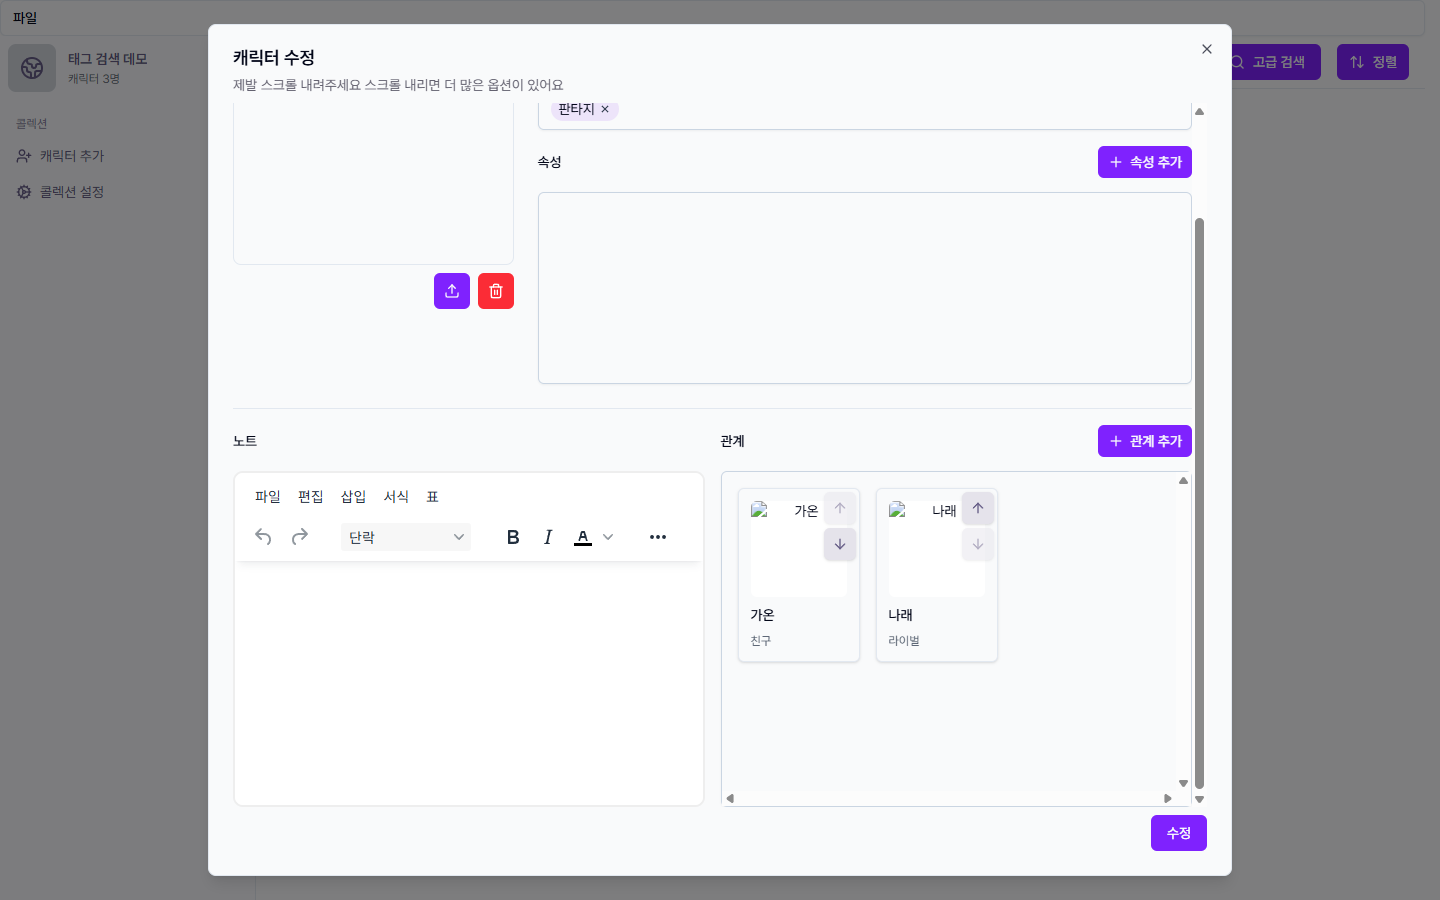 파일
태그 검색 데모
캐릭터 3명
콜렉션
캐릭터 추가
콜렉션 설정
고급 검색
정렬
캐릭터 수정
제발 스크롤 내려주세요 스크롤 내리면 더 많은 옵션이 있어요
판타지
속성
속성 추가
노트
파일 편집 삽입 서식 표
단락
B I A
관계
관계 추가
가온
나래
가온
친구
나래
라이벌
수정